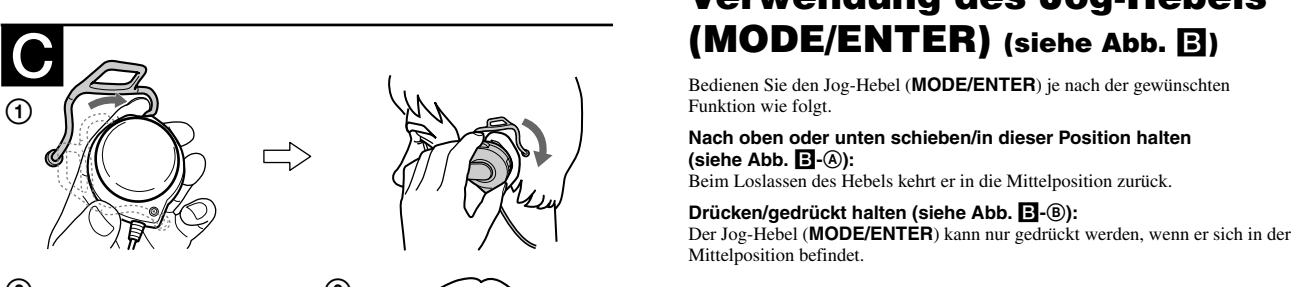 C
①
Verwendung des Jog-Hebels
(MODE/ENTER) (siehe Abb. B)
Bedienen Sie den Jog-Hebel (MODE/ENTER) je nach der gewünschten
Funktion wie folgt.
Nach oben oder unten schieben/in dieser Position halten
(siehe Abb. B-Ⓐ):
Beim Loslassen des Hebels kehrt er in die Mittelposition zurück.
Drücken/gedrückt halten (siehe Abb. B-Ⓑ):
Der Jog-Hebel (MODE/ENTER) kann nur gedrückt werden, wenn er sich in der
Mittelposition befindet.